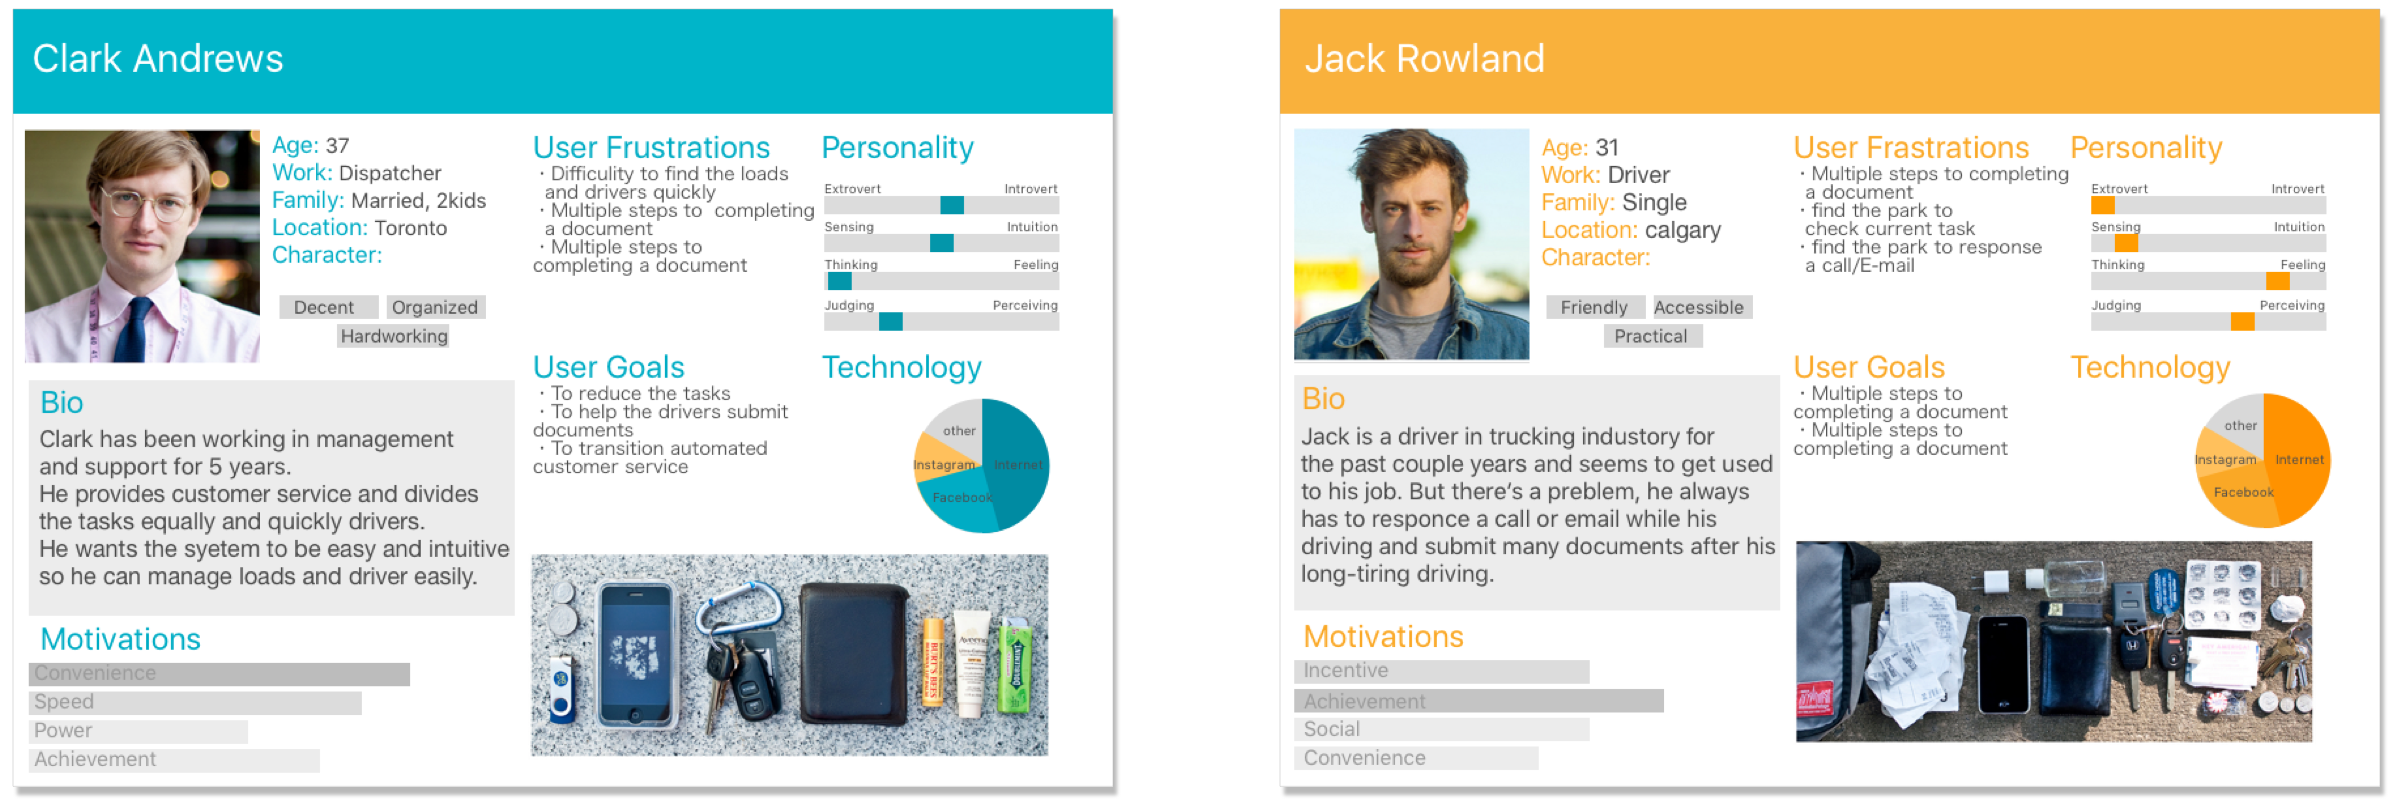 Clark Andrews
Age: 37
Work: Dispatcher
Family: Married, 2kids
Location: Toronto
Character:
Decent
Organized
Hardworking
Bio
Clark has been working in management
and support for 5 years.
He provides customer service and divides
the tasks equally and quickly drivers.
He wants the syetem to be easy and intuitive
so he can manage loads and driver easily.
Motivations
Convenience
Speed
Power
Achievement
User Frustrations
· Difficulity to find the loads
and drivers quickly
· Multiple steps to completing
a document
· Multiple steps to
completing a document
User Goals
· To reduce the tasks
· To help the drivers submit
documents
· To transition automated
customer service
Personality
Extrovert Introvert
Sensing Intuition
Thinking Feeling
Judging Perceiving
Technology
other
Instagram
Internet
Facebook
BURT'S BEES
Aveeno
DOUBLEMINT
Jack Rowland
Age: 31
Work: Driver
Family: Single
Location: calgary
Character:
Friendly
Accessible
Practical
Bio
Jack is a driver in trucking industory for
the past couple years and seems to get used
to his job. But there's a preblem, he always
has to responce a call or email while his
driving and submit many documents after his
long-tiring driving.
Motivations
Incentive
Achievement
Social
Convenience
User Frastrations
· Multiple steps to completing
a document
· find the park to
check current task
· find the park to response
a call/E-mail
User Goals
· Multiple steps to
completing a document
· Multiple steps to
completing a document
Personality
Extrovert Introvert
Sensing Intuition
Thinking Feeling
Judging Perceiving
Technology
other
Instagram
Internet
Facebook